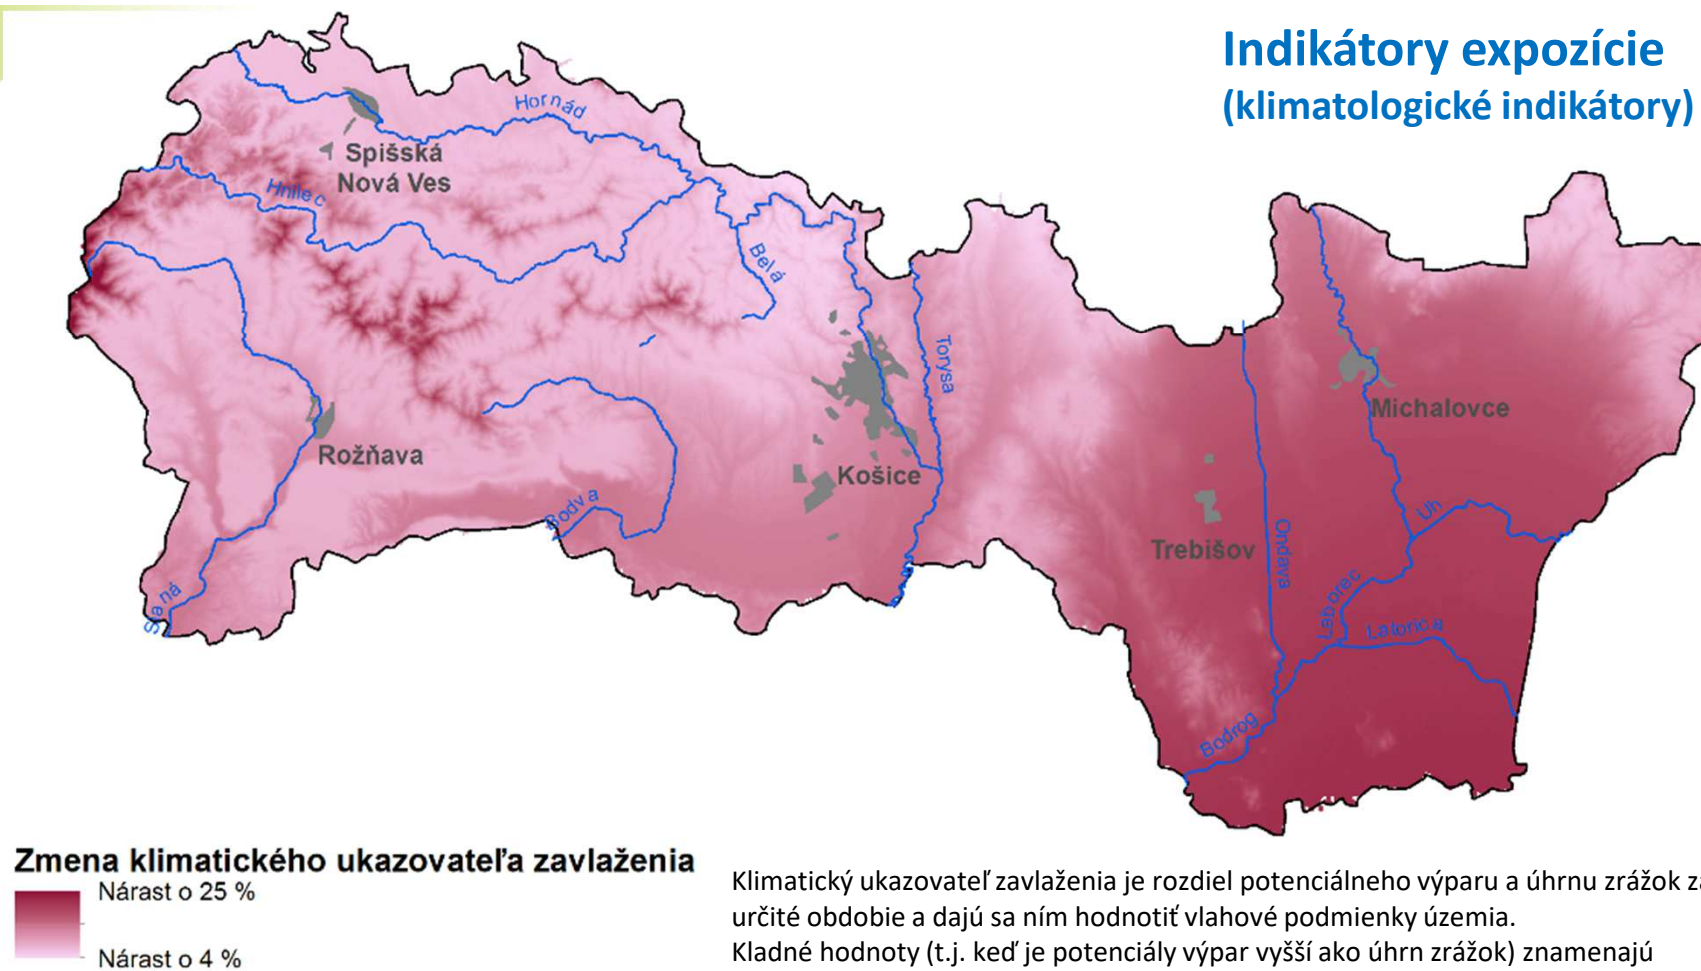 Indikátory expozície
(klimatologické indikátory)
Hornád
Spišská
Nová Ves
Hnilec
Belá
Torysa
Michalovce
Rožňava
Košice
Bodva
Uh
Trebišov
Ondava
Laborec
Slaná
Latorica
Bodrog
Zmena klimatického ukazovateľa zavlaženia
Nárast o 25 %
Nárast o 4 %
Klimatický ukazovateľ zavlaženia je rozdiel potenciálneho výparu a úhrnu zrážok
určité obdobie a dajú sa ním hodnotiť vlahové podmienky územia.
Kladné hodnoty (t.j. keď je potenciály výpar vyšší ako úhrn zrážok) znamenajú